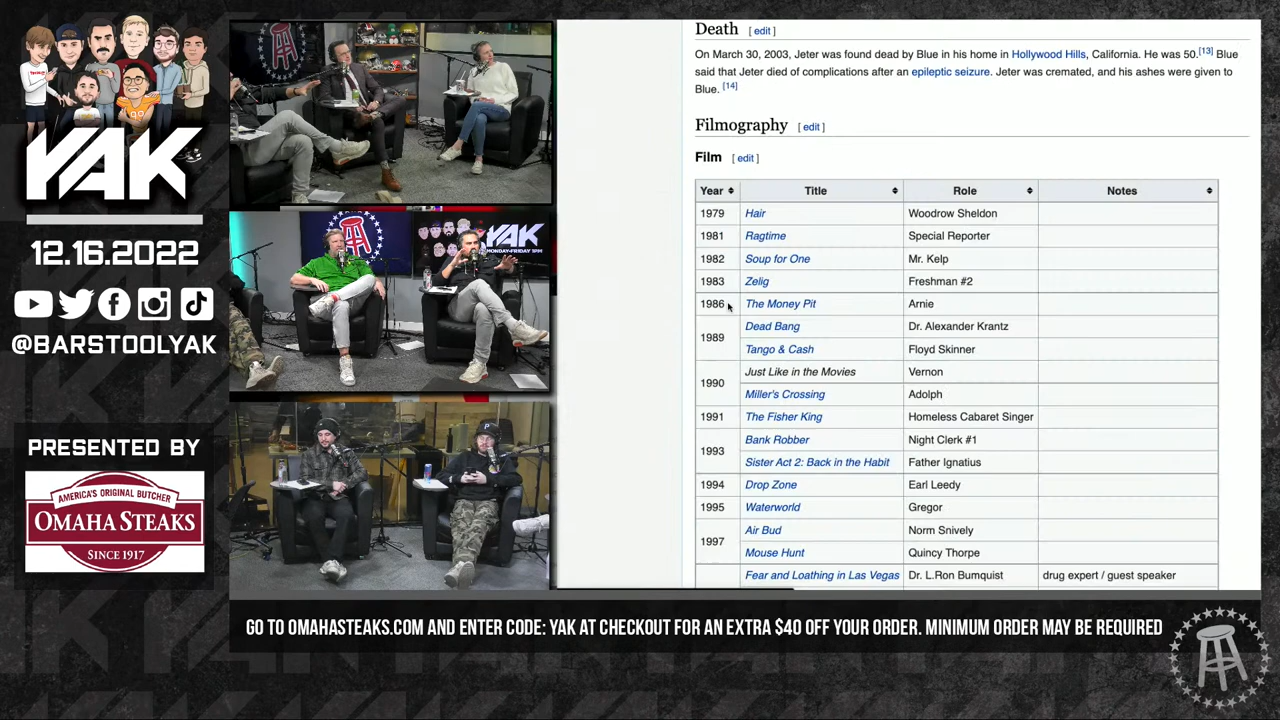 YAK
12.16.2022
@BARSTOOLYAK
PRESENTED BY
AMERICA'S ORIGINAL BUTCHER
OMAHA STEAKS
SINCE 1917
YAK
MONDAY-FRIDAY 1PM
Death [ edit ]
On March 30, 2003, Jeter was found dead by Blue in his home in Hollywood Hills, California. He was 50.[13] Blue
said that Jeter died of complications after an epileptic seizure. Jeter was cremated, and his ashes were given to
Blue. [14]
Filmography [ edit ]
Film [ edit ]
Year Title Role Notes
1979 Hair Woodrow Sheldon
1981 Ragtime Special Reporter
1982 Soup for One Mr. Kelp
1983 Zelig Freshman #2
1986 The Money Pit Arnie
1989 Dead Bang Dr. Alexander Krantz
Tango & Cash Floyd Skinner
1990 Just Like in the Movies Vernon
Miller's Crossing Adolph
1991 The Fisher King Homeless Cabaret Singer
1993 Bank Robber Night Clerk #1
Sister Act 2: Back in the Habit Father Ignatius
1994 Drop Zone Earl Leedy
1995 Waterworld Gregor
1997 Air Bud Norm Snively
Mouse Hunt Quincy Thorpe
Fear and Loathing in Las Vegas Dr. L.Ron Bumquist drug expert / guest speaker
GO TO OMAHASTEAKS.COM AND ENTER CODE: YAK AT CHECKOUT FOR AN EXTRA $40 OFF YOUR ORDER. MINIMUM ORDER MAY BE REQUIRED